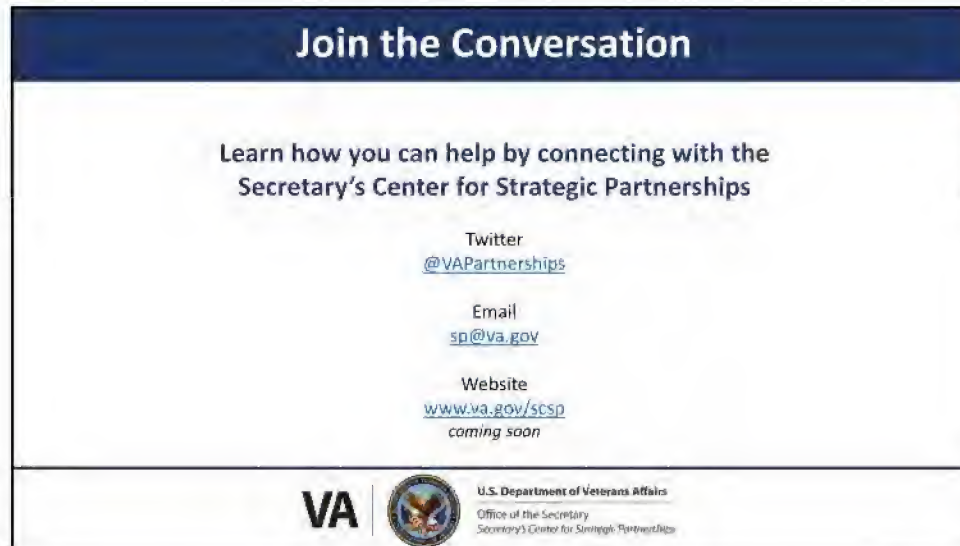 Join the Conversation
Learn how you can help by connecting with the
Secretary's Center for Strategic Partnerships
Twitter
@VAPartnerships
Email
sp@va.gov
Website
www.va.gov/scsp
coming soon
VA
U.S. Department of Veterans Affairs
Office of the Secretary
Secretary's Center for Strategic Partnerships